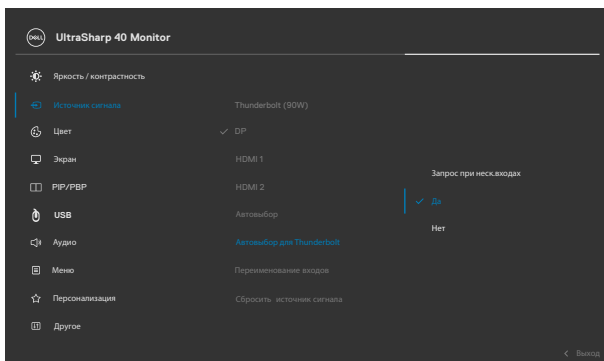 DELL UltraSharp 40 Monitor
Яркость / контрастность
Источник сигнала
Thunderbolt (90W)
Цвет
DP
Экран
HDMI 1
Запрос при неск.входах
PIP/PBP
HDMI 2
Да
USB
Автовыбор
Нет
Аудио
Автовыбор для Thunderbolt
Меню
Переименование входов
Персонализация
Сбросить источник сигнала
Другое
Выход